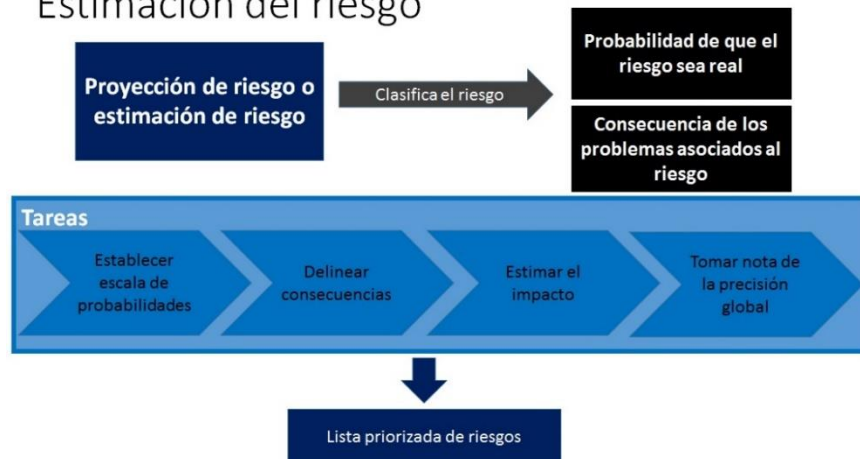 Estimación del riesgo
Proyección de riesgo o
estimación de riesgo
Clasifica el riesgo
Probabilidad de que el
riesgo sea real
Consecuencia de los
problemas asociados al
riesgo
Tareas
Establecer
escala de
probabilidades
Delinear
consecuencias
Estimar el
impacto
Tomar nota de
la precisión
global
Lista priorizada de riesgos